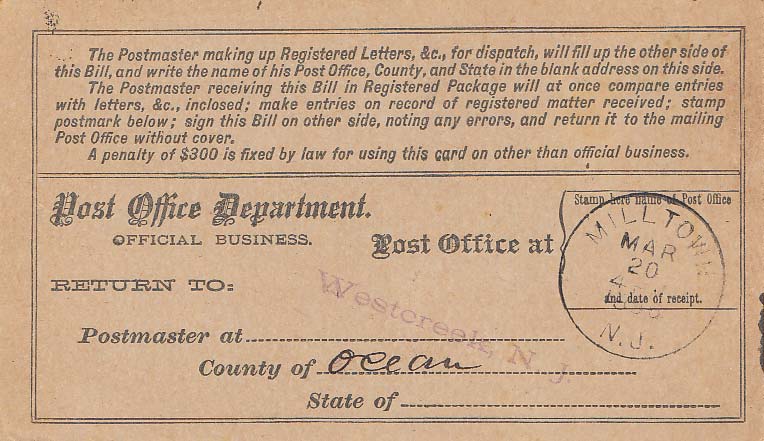 The Postmaster making up Registered Letters, &c., for dispatch, will fill up the other side of
this Bill, and write the name of his Post Office, County, and State in the blank address on this side.
The Postmaster receiving this Bill in Registered Package will at once compare entries
with letters, &c., inclosed; make entries on record of registered matter received; stamp
postmark below; sign this Bill on other side, noting any errors, and return it to the mailing
Post Office without cover.
A penalty of $300 is fixed by law for using this card on other than official business.
Post Office Department.
OFFICIAL BUSINESS.
Post Office at
Stamp here name of Post Office
and date of receipt.
MILLTOWN
MAR
20
N.J.
RETURN TO:
Westcreek, N. J.
Postmaster at
County of Ocean
State of